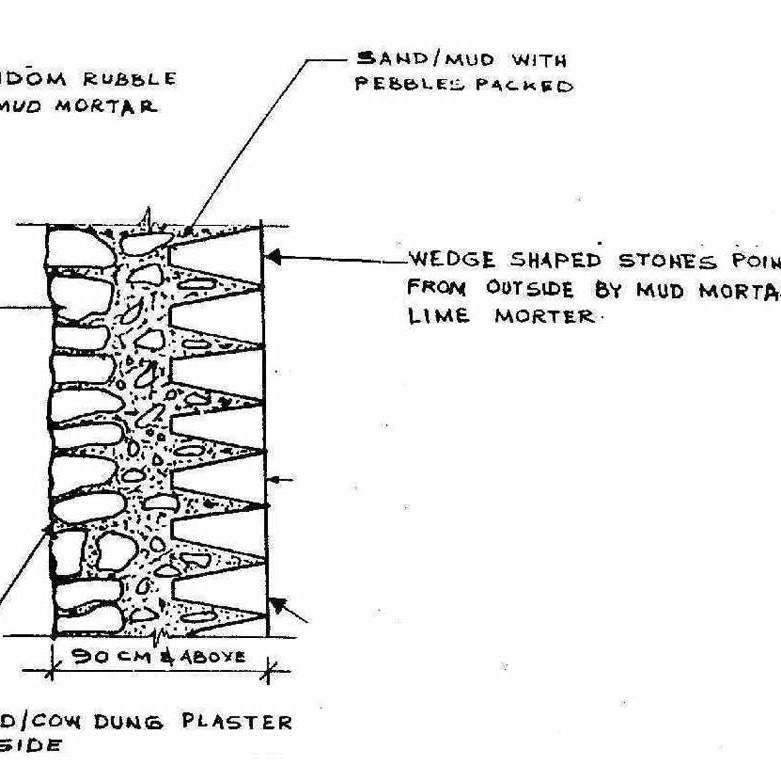 NDOM RUBBLE
MUD MORTAR
SAND/MUD WITH
PEBBLES PACKED
WEDGE SHAPED STONES POIN
FROM OUTSIDE BY MUD MORTA
LIME MORTER.
90 CM & ABOVE
D/COW DUNG PLASTER
SIDE